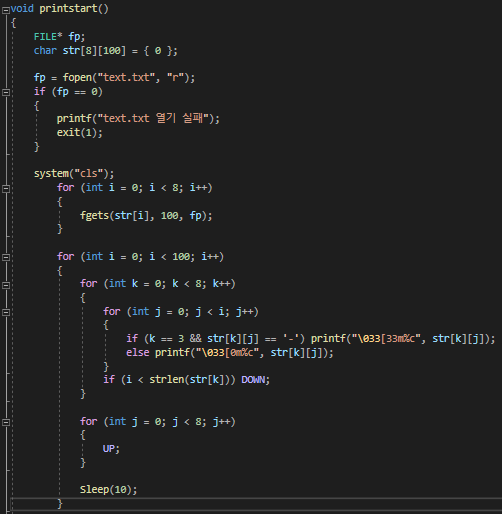 void printstart()
{
    FILE* fp;
    char str[8][100] = { 0 };

    fp = fopen("text.txt", "r");
    if (fp == 0)
    {
        printf("text.txt 열기 실패");
        exit(1);
    }

    system("cls");
        for (int i = 0; i < 8; i++)
        {
            fgets(str[i], 100, fp);
        }

        for (int i = 0; i < 100; i++)
        {
            for (int k = 0; k < 8; k++)
            {
                for (int j = 0; j < i; j++)
                {
                    if (k == 3 && str[k][j] == '-') printf("\033[33m%c", str[k][j]);
                    else printf("\033[0m%c", str[k][j]);
                }
                if (i < strlen(str[k])) DOWN;
            }

            for (int j = 0; j < 8; j++)
            {
                UP;
            }

            Sleep(10);
        }